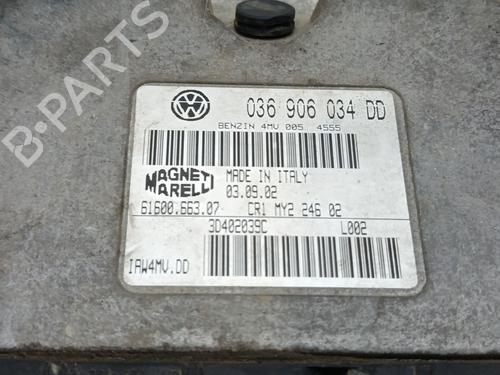 B-PARTS
036 906 034 DD
BENZIN 4MV 005 4555
MAGNETI MARELLI
MADE IN ITALY
03.09.02
61600.663.07 CR1 MY2 246 02
3D402039C L002
IAW4MV.DD